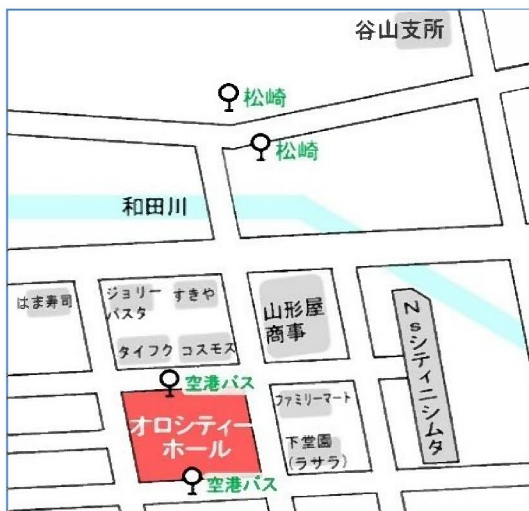 谷山支所
松崎
松崎
和田川
はま寿司
ジョリー
パスタ
すきや
山形屋
商事
Nsシティニシムタ
タイフク
コスモス
空港バス
ファミリーマート
オロシティー
ホール
下堂園
(ラサラ)
空港バス